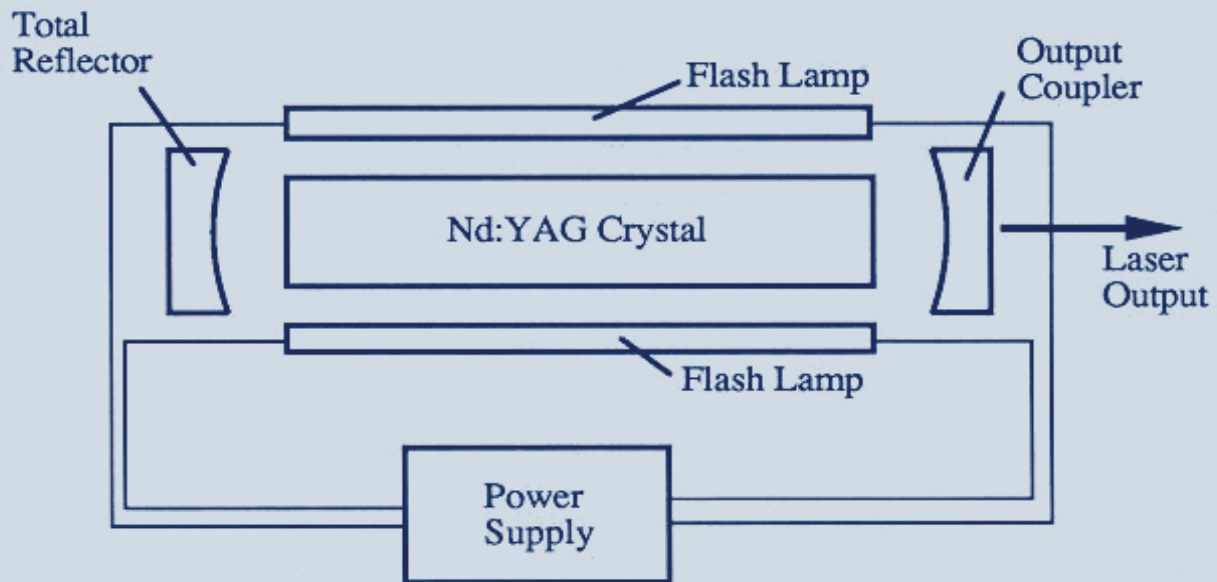 Total
Reflector
Flash Lamp
Output
Coupler
Nd:YAG Crystal
Laser
Output
Flash Lamp
Power
Supply